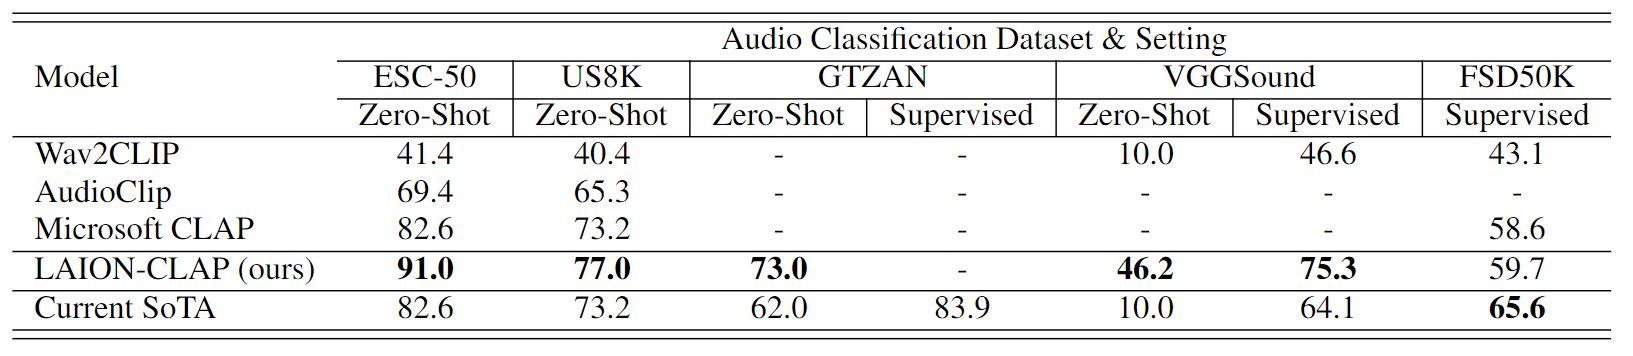 Audio Classification Dataset & Setting
Model ESC-50 US8K GTZAN VGGSound FSD50K
Zero-Shot Zero-Shot Zero-Shot Supervised Zero-Shot Supervised Supervised
Wav2CLIP 41.4 40.4 - - 10.0 46.6 43.1
AudioClip 69.4 65.3 - - - - -
Microsoft CLAP 82.6 73.2 - - - - 58.6
LAION-CLAP (ours) 91.0 77.0 73.0 - 46.2 75.3 59.7
Current SoTA 82.6 73.2 62.0 83.9 10.0 64.1 65.6